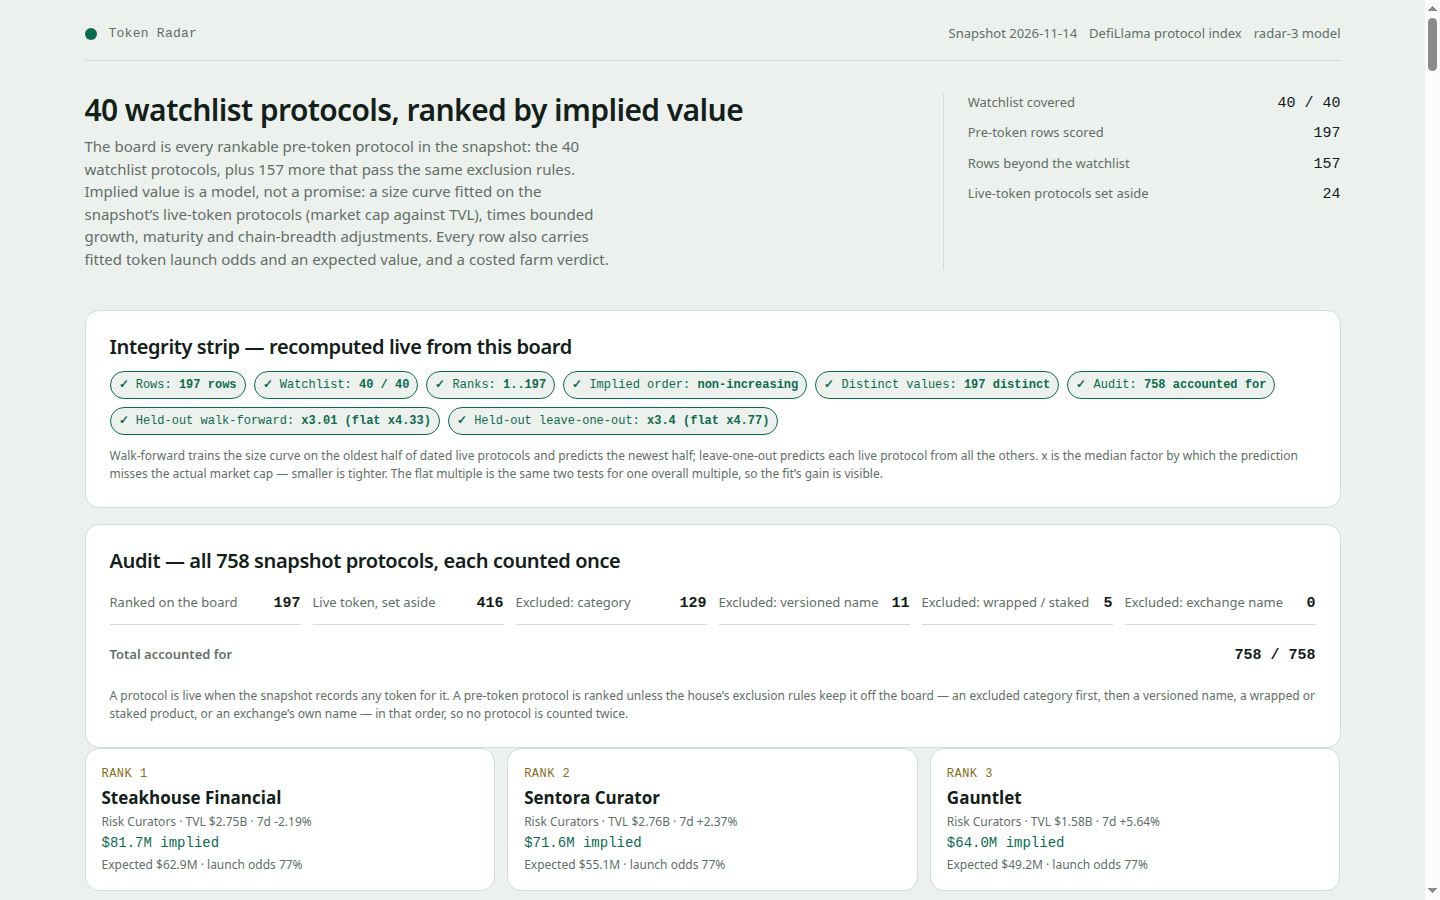 Token Radar
Snapshot 2026-11-14 DefiLlama protocol index radar-3 model
40 watchlist protocols, ranked by implied value
The board is every rankable pre-token protocol in the snapshot: the 40
watchlist protocols, plus 157 more that pass the same exclusion rules.
Implied value is a model, not a promise: a size curve fitted on the
snapshot’s live-token protocols (market cap against TVL), times bounded
growth, maturity and chain-breadth adjustments. Every row also carries
fitted token launch odds and an expected value, and a costed farm verdict.
Watchlist covered 40 / 40
Pre-token rows scored 197
Rows beyond the watchlist 157
Live-token protocols set aside 24
Integrity strip — recomputed live from this board
✓ Rows: 197 rows ✓ Watchlist: 40 / 40 ✓ Ranks: 1..197 ✓ Implied order: non-increasing ✓ Distinct values: 197 distinct ✓ Audit: 758 accounted for
✓ Held-out walk-forward: x3.01 (flat x4.33) ✓ Held-out leave-one-out: x3.4 (flat x4.77)
Walk-forward trains the size curve on the oldest half of dated live protocols and predicts the newest half; leave-one-out predicts each live protocol from all the others. x is the median factor by which the prediction
misses the actual market cap — smaller is tighter. The flat multiple is the same two tests for one overall multiple, so the fit’s gain is visible.
Audit — all 758 snapshot protocols, each counted once
Ranked on the board 197 Live token, set aside 416 Excluded: category 129 Excluded: versioned name 11 Excluded: wrapped / staked 5 Excluded: exchange name 0
Total accounted for 758 / 758
A protocol is live when the snapshot records any token for it. A pre-token protocol is ranked unless the house’s exclusion rules keep it off the board — an excluded category first, then a versioned name, a wrapped or
staked product, or an exchange’s own name — in that order, so no protocol is counted twice.
RANK 1
Steakhouse Financial
Risk Curators · TVL $2.75B · 7d -2.19%
$81.7M implied
Expected $62.9M · launch odds 77%
RANK 2
Sentora Curator
Risk Curators · TVL $2.76B · 7d +2.37%
$71.6M implied
Expected $55.1M · launch odds 77%
RANK 3
Gauntlet
Risk Curators · TVL $1.58B · 7d +5.64%
$64.0M implied
Expected $49.2M · launch odds 77%